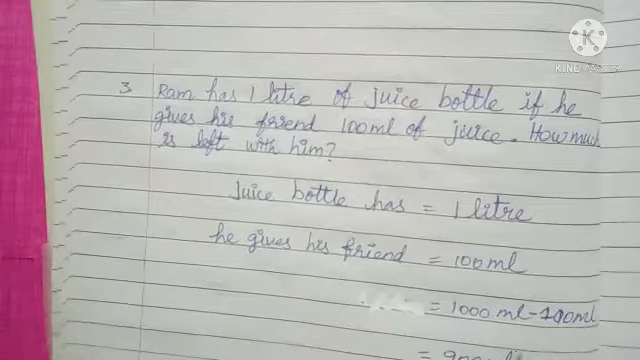 KINEMASTER
3 Ram has 1 litre of juice bottle if he
gives his friend 100ml of juice. How much
is left with him?
Juice bottle has = 1 litre
he gives his friend = 100ml
= 1000 ml - 100ml
=